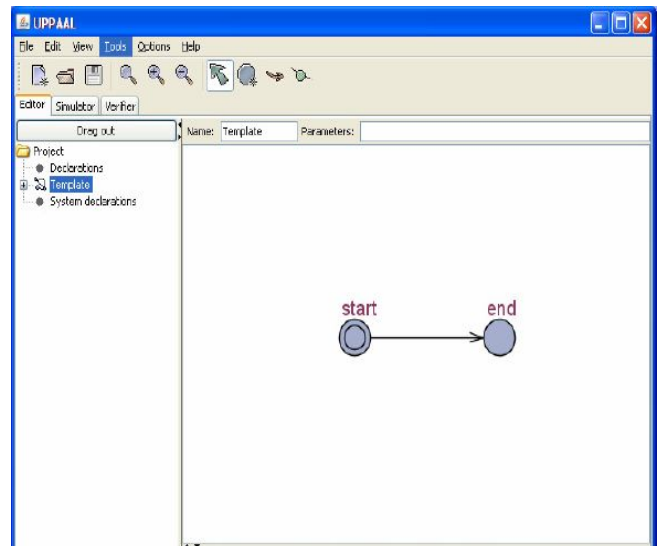 UPPAAL
File Edit View Tools Options Help
Editor Simulator Verifier
Drag out Name: Template Parameters:
Project
Declarations
Template
System declarations
start end